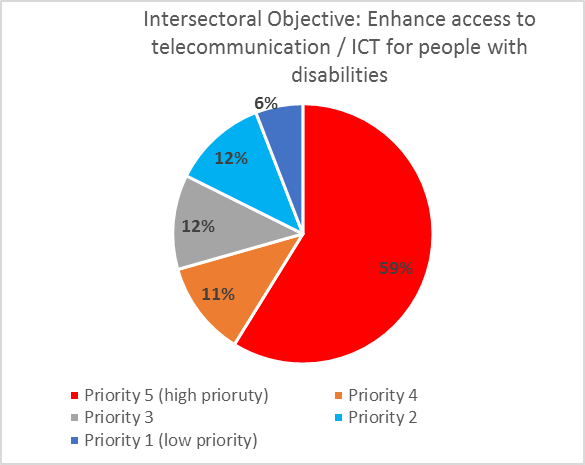 Intersectoral Objective: Enhance access to
telecommunication / ICT for people with
disabilities
6%
12%
12%
11%
59%
Priority 5 (high prioruty)
Priority 4
Priority 3
Priority 2
Priority 1 (low priority)